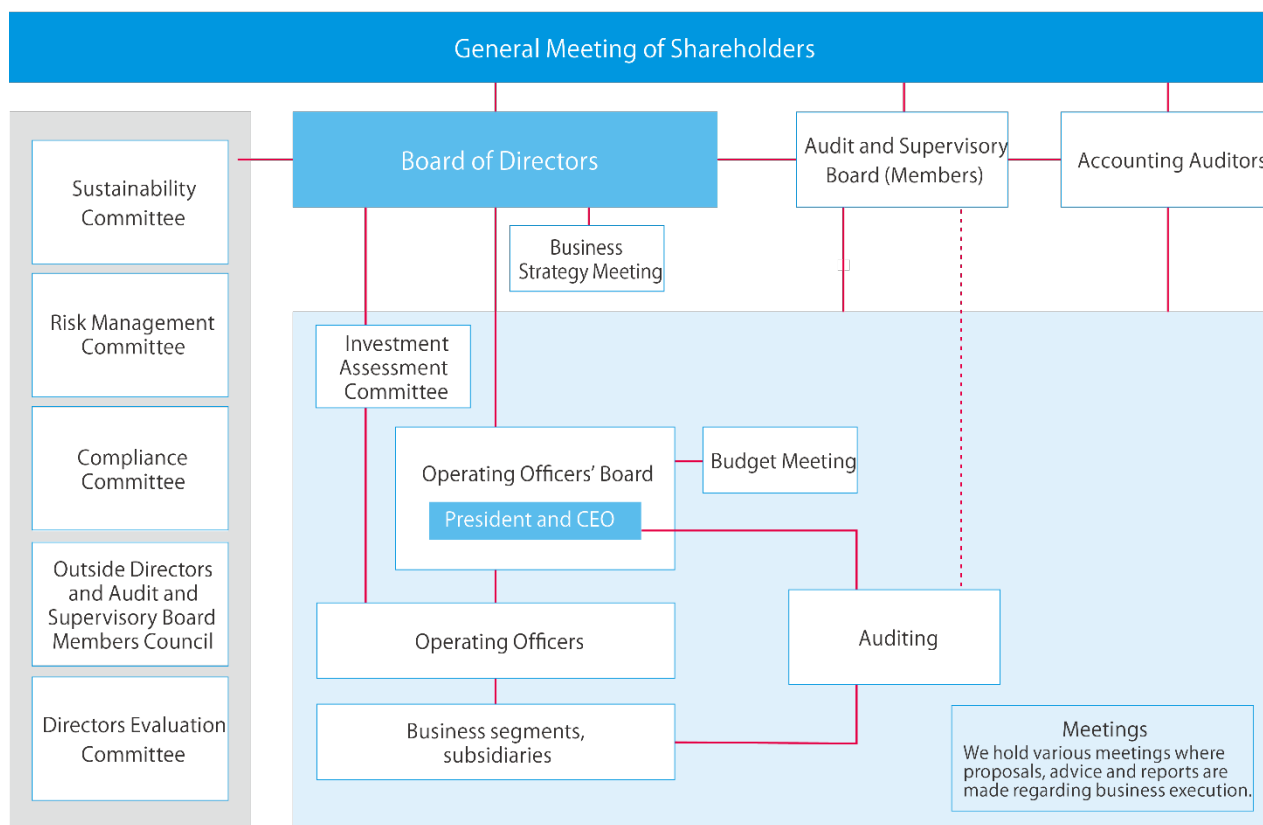 General Meeting of Shareholders
Board of Directors
Audit and Supervisory
Board (Members)
Accounting Auditors
Sustainability
Committee
Risk Management
Committee
Compliance
Committee
Outside Directors
and Audit and
Supervisory Board
Members Council
Directors Evaluation
Committee
Business
Strategy Meeting
Investment
Assessment
Committee
Operating Officers' Board
President and CEO
Budget Meeting
Operating Officers
Auditing
Business segments,
subsidiaries
Meetings
We hold various meetings where
proposals, advice and reports are
made regarding business execution.